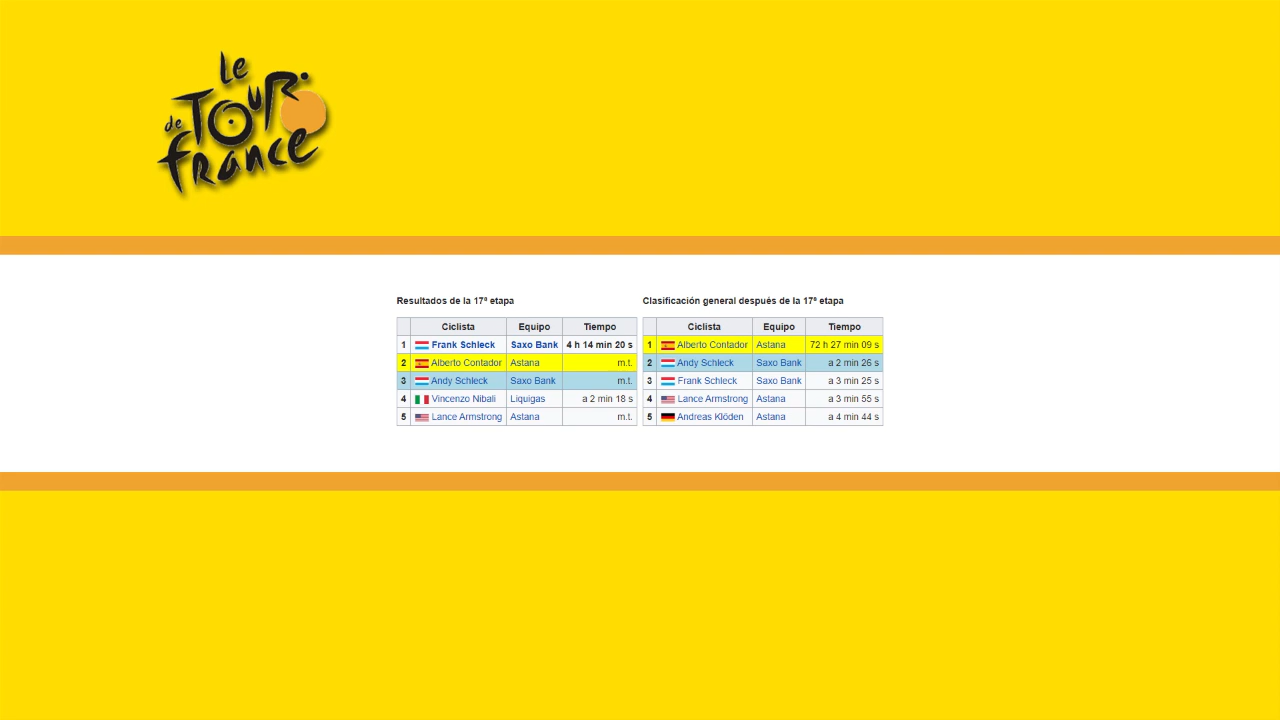 Le
de TOUR
france
Resultados de la 17ª etapa
Ciclista Equipo Tiempo
1 Frank Schleck Saxo Bank 4 h 14 min 20 s
2 Alberto Contador Astana m.t.
3 Andy Schleck Saxo Bank m.t.
4 Vincenzo Nibali Liquigas a 2 min 18 s
5 Lance Armstrong Astana m.t.
Clasificación general después de la 17ª etapa
Ciclista Equipo Tiempo
1 Alberto Contador Astana 72 h 27 min 09 s
2 Andy Schleck Saxo Bank a 2 min 26 s
3 Frank Schleck Saxo Bank a 3 min 25 s
4 Lance Armstrong Astana a 3 min 55 s
5 Andreas Klöden Astana a 4 min 44 s